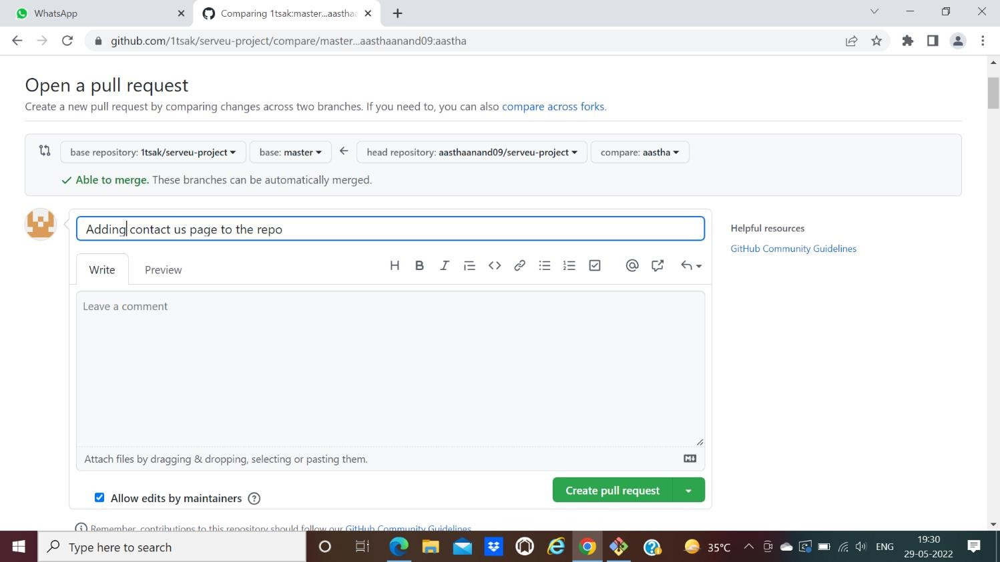 WhatsApp
Comparing 1tsak:master...aasthaa
github.com/1tsak/serveu-project/compare/master...aasthaanand09:aastha
Open a pull request
Create a new pull request by comparing changes across two branches. If you need to, you can also compare across forks.
base repository: 1tsak/serveu-project base: master head repository: aasthaanand09/serveu-project compare: aastha
Able to merge. These branches can be automatically merged.
Adding contact us page to the repo
Helpful resources
GitHub Community Guidelines
Write Preview H B I
Leave a comment
Attach files by dragging & dropping, selecting or pasting them.
Allow edits by maintainers
Create pull request
Remember, contributions to this repository should follow our GitHub Community Guidelines.
Type here to search
35°C ENG
19:30
29-05-2022